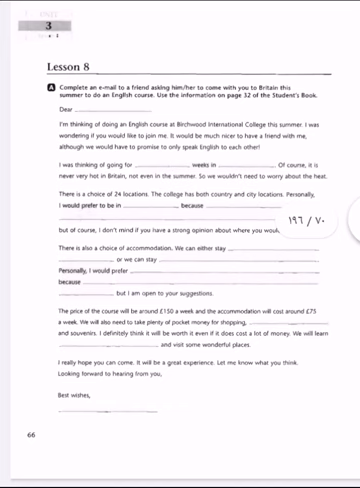 3
Lesson 8
A Complete an e-mail to a friend asking him/her to come with you to Britain this
summer to do an English course. Use the information on page 32 of the Student's Book.
Dear
I'm thinking of doing an English course at Birchwood International College this summer. I was
wondering if you would like to join me. It would be much nicer to have a friend with me,
although we would have to promise to only speak English to each other!
I was thinking of going for weeks in . Of course, it is
never very hot in Britain, not even in the summer. So we wouldn't need to worry about the heat.
There is a choice of 24 locations. The college has both country and city locations. Personally,
I would prefer to be in because
197/V.
but of course, I don't mind if you have a strong opinion about where you
There is also a choice of accommodation. We can either stay
or we can stay
Personally, I would prefer
because
but I am open to your suggestions.
The price of the course will be around £150 a week and the accommodation will cost around £75
a week. We will also need to take plenty of pocket money for shopping,
and souvenirs. I definitely think it will be worth it even if it does cost a lot of money. We will learn
and visit some wonderful places.
I really hope you can come. It will be a great experience. Let me know what you think.
Looking forward to hearing from you,
Best wishes,
66